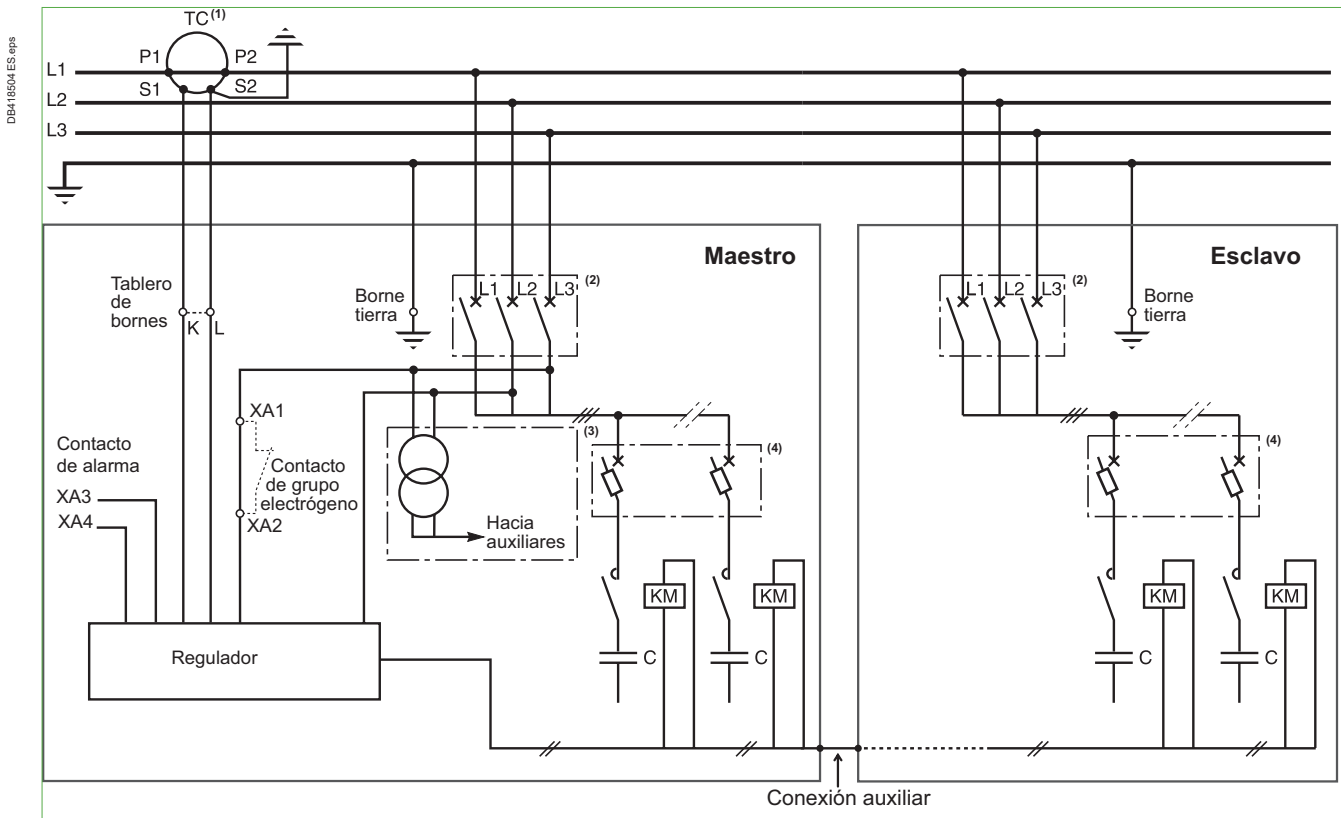 DB418504 ES.eps
TC(1)
P1 P2
L1
S1 S2
L2
L3
Maestro
Esclavo
Tablero
de
bornes
K L
Borne
tierra
L1 L2 L3 (2)
L1 L2 L3 (2)
Borne
tierra
XA1
Contacto
de grupo
electrógeno
XA2
Contacto
de alarma
XA3
XA4
(3)
Hacia
auxiliares
(4)
(4)
KM KM
KM KM
C C
C C
Regulador
Conexión auxiliar